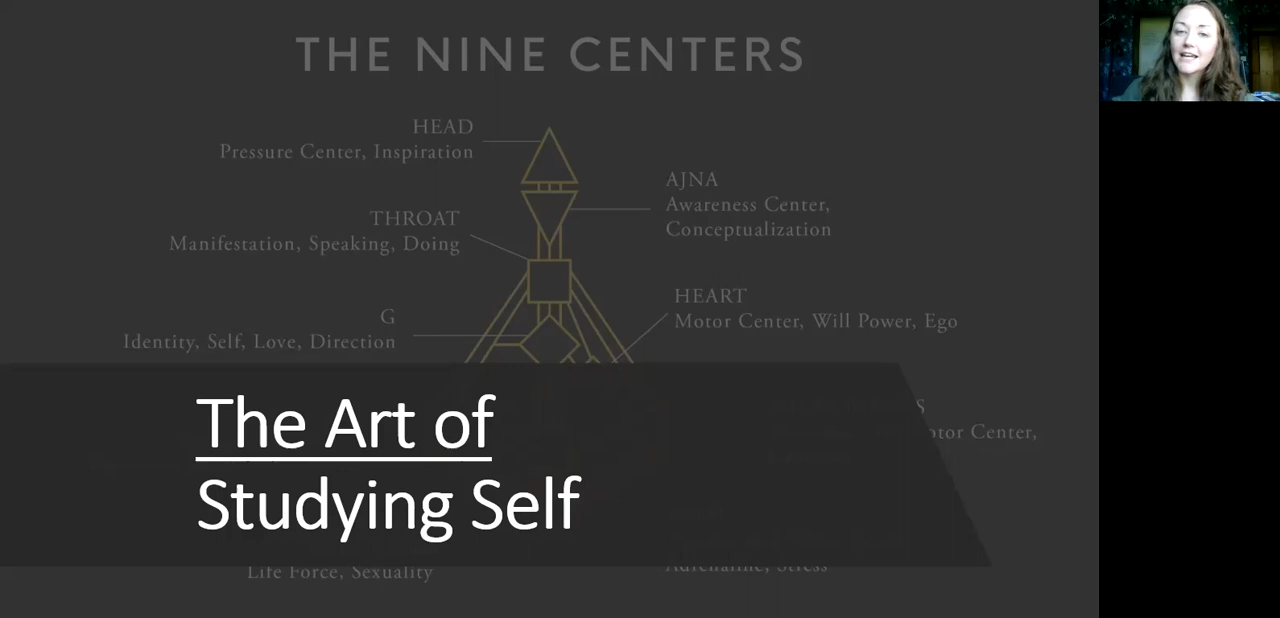 THE NINE CENTERS
HEAD
Pressure Center, Inspiration
AJNA
Awareness Center,
Conceptualization
THROAT
Manifestation, Speaking, Doing
HEART
Motor Center, Will Power, Ego
G
Identity, Self, Love, Direction
Motor Center,
The Art of
Studying Self
Life Force, Sexuality
Adrenaline, Stress